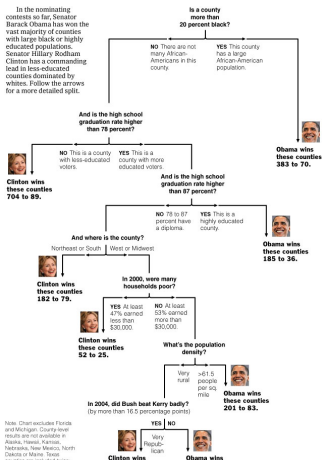 In the nominating
contests so far, Senator
Barack Obama has won the
vast majority of counties
with large black or highly
educated populations.
Senator Hillary Rodham
Clinton has a commanding
lead in less-educated
counties dominated by
whites. Follow the arrows
for a more detailed split.
Is a county
more than
20 percent black?
NO There are not
many African-
Americans in this
county.
YES This county
has a large
African-American
population.
Obama wins
these counties
383 to 70.
And is the high school
graduation rate higher
than 78 percent?
NO This is a county
with less-educated
voters.
YES This is a
county with more
educated voters.
Clinton wins
these counties
704 to 89.
And is the high school
graduation rate higher
than 87 percent?
NO 78 to 87
percent have
a diploma.
YES This is a
highly educated
county.
Obama wins
these counties
185 to 36.
And where is the county?
Northeast or South
West or Midwest
Clinton wins
these counties
182 to 79.
In 2000, were many
households poor?
YES At least
47% earned
less than
$30,000.
NO At least
53% earned
more than
$30,000.
Clinton wins
these counties
52 to 25.
What's the population
density?
Very
rural
>61.5
people
per sq.
mile
Obama wins
these counties
201 to 83.
In 2004, did Bush beat Kerry badly?
(by more than 16.5 percentage points)
YES
NO
Very
Repub-
lican
Clinton wins
Obama wins
Note: Chart excludes Florida
and Michigan. County-level
results are not available in
Alaska, Hawaii, Kansas,
Nebraska, New Mexico, North
Dakota or Maine. Texas